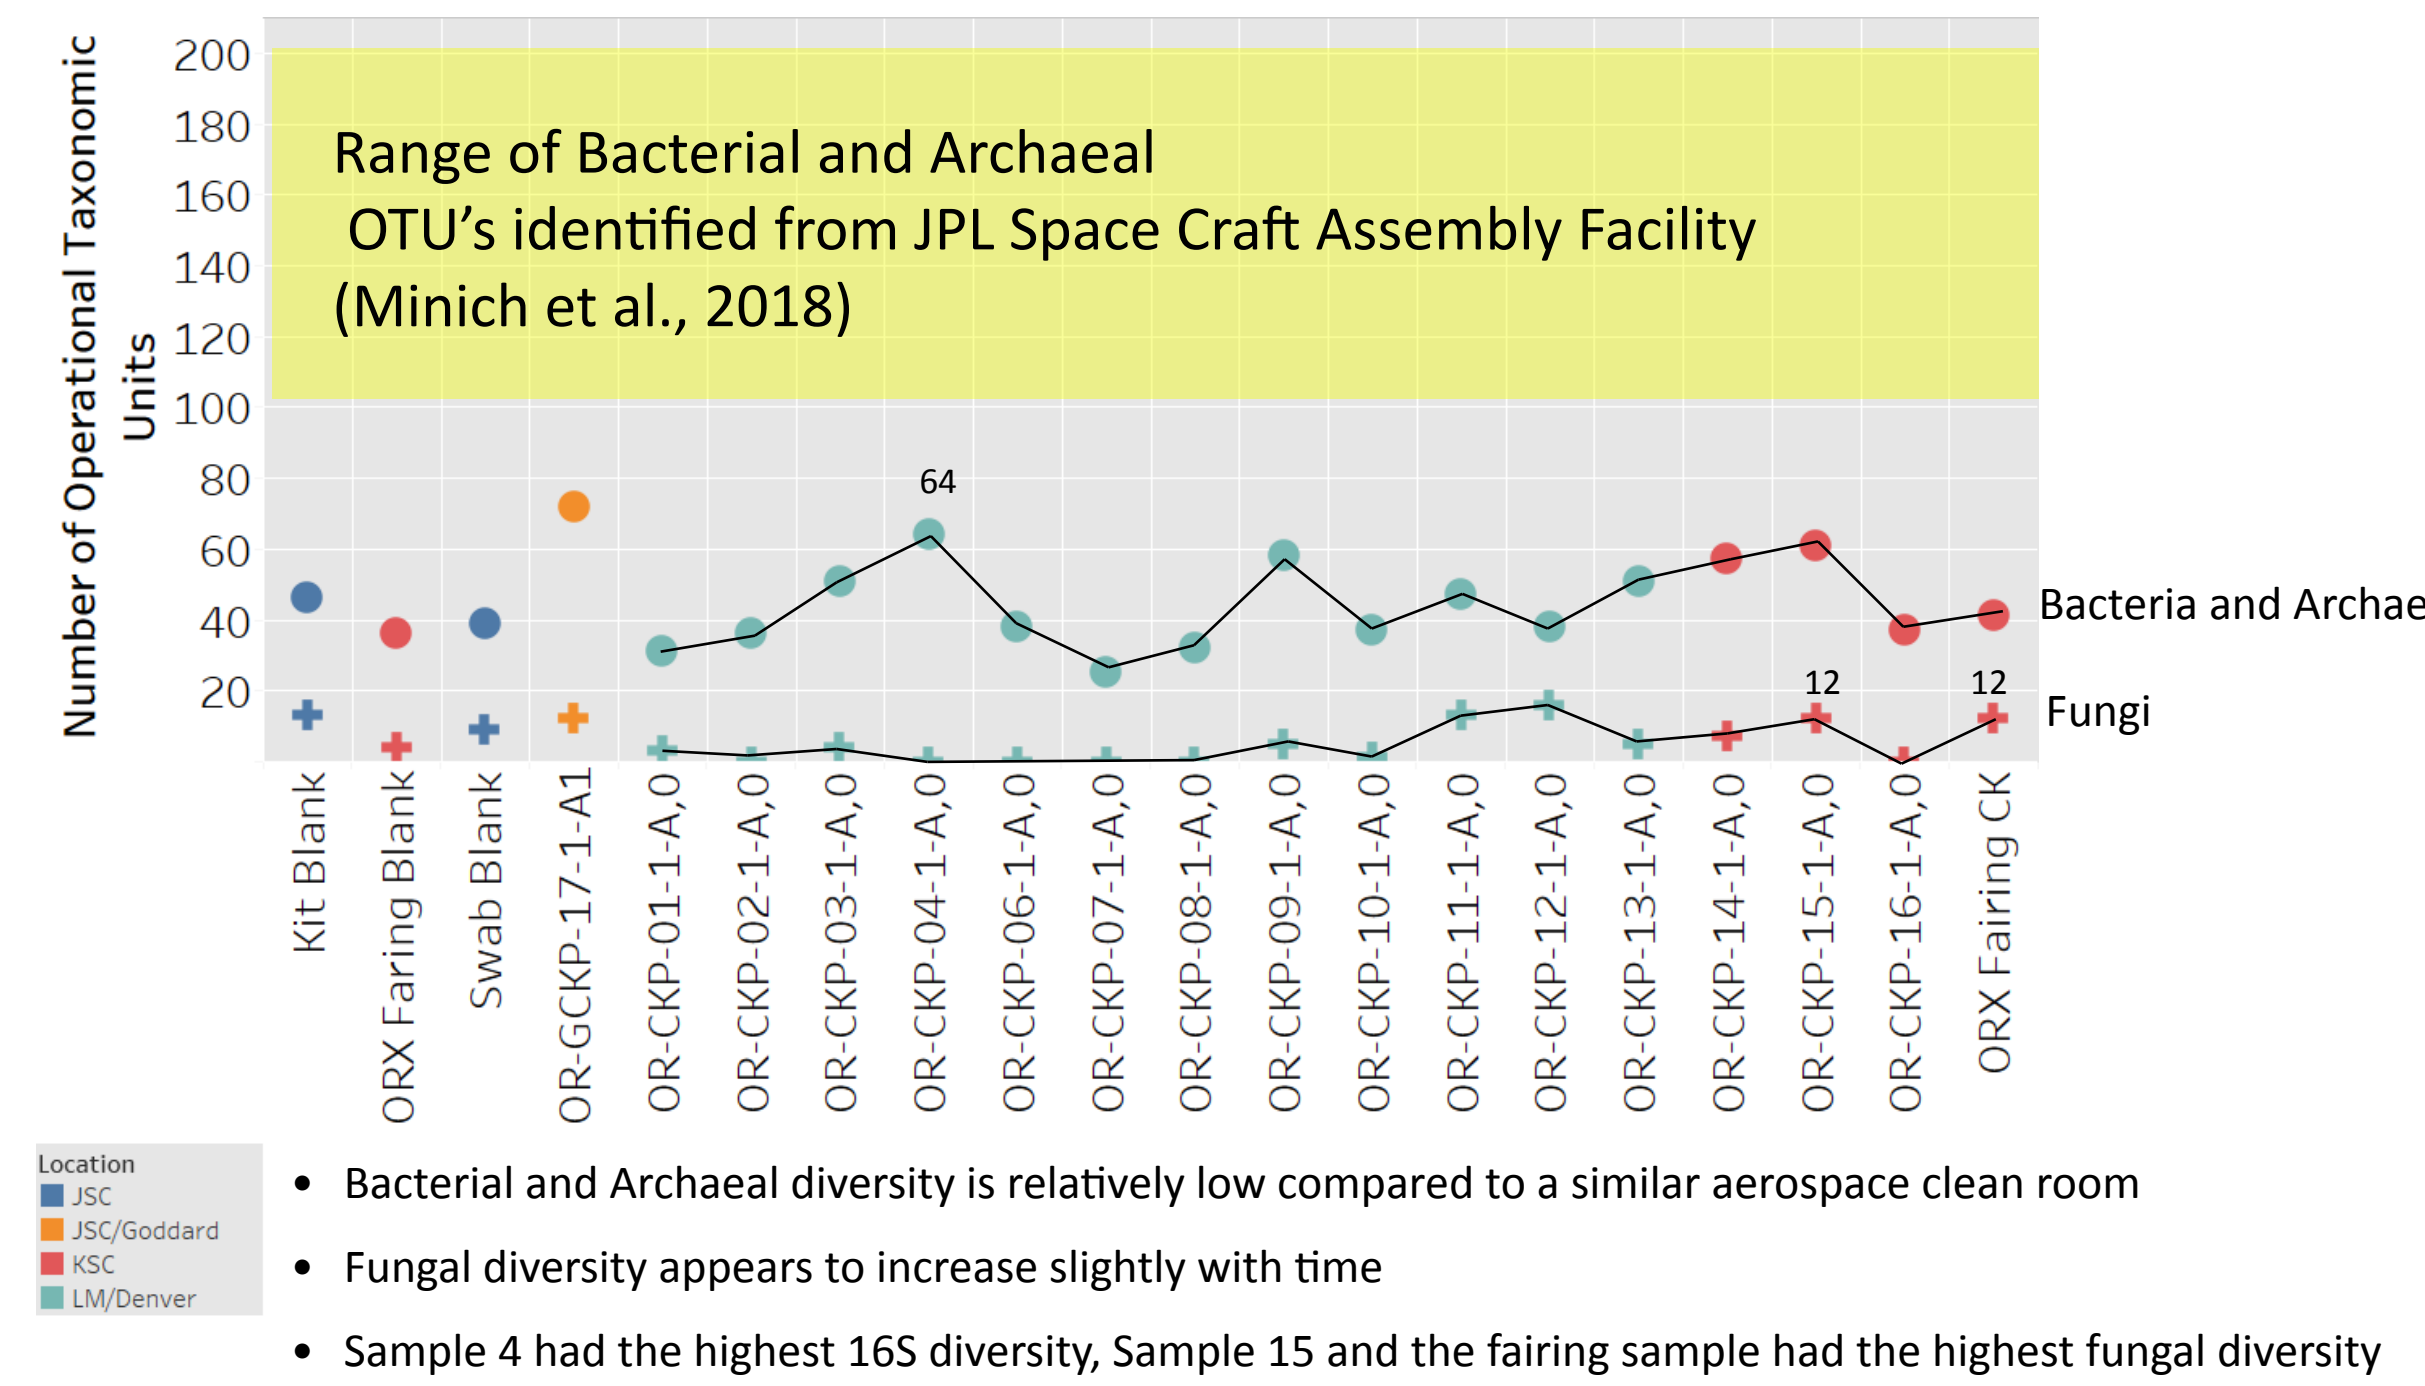 Number of Operational Taxonomic
Units
200
180
160
140
120
100
80
60
40
20
Range of Bacterial and Archaeal
OTU's identified from JPL Space Craft Assembly Facility
(Minich et al., 2018)
64
12
12
Bacteria and Archae
Fungi
Kit Blank
ORX Faring Blank
Swab Blank
OR-GCKP-17-1-A1
OR-CKP-01-1-A,0
OR-CKP-02-1-A,0
OR-CKP-03-1-A,0
OR-CKP-04-1-A,0
OR-CKP-06-1-A,0
OR-CKP-07-1-A,0
OR-CKP-08-1-A,0
OR-CKP-09-1-A,0
OR-CKP-10-1-A,0
OR-CKP-11-1-A,0
OR-CKP-12-1-A,0
OR-CKP-13-1-A,0
OR-CKP-14-1-A,0
OR-CKP-15-1-A,0
OR-CKP-16-1-A,0
ORX Fairing CK
Location
JSC
JSC/Goddard
KSC
LM/Denver
• Bacterial and Archaeal diversity is relatively low compared to a similar aerospace clean room
• Fungal diversity appears to increase slightly with time
• Sample 4 had the highest 16S diversity, Sample 15 and the fairing sample had the highest fungal diversity